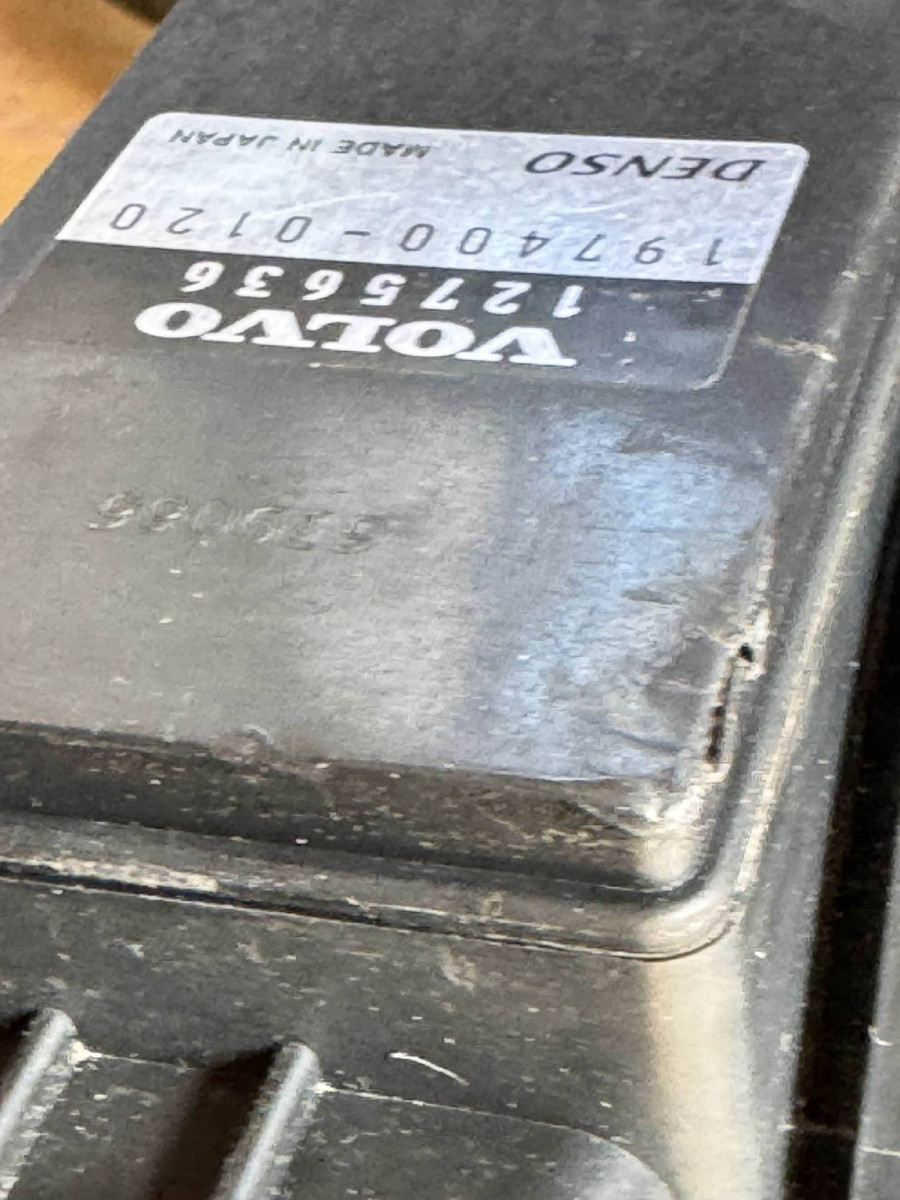 VOLVO
1275636
197400-0120
DENSO MADE IN JAPAN